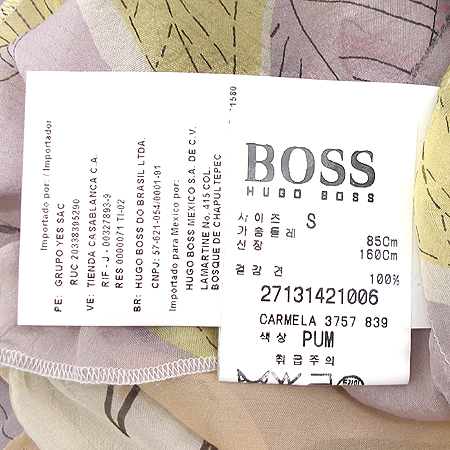 Importado por: / Importador
PE: GRUPO YES SAC
RUC 20338395290
VE: TIENDA CASABLANCA C.A.
RIF - J - 00327893-9
RES 0000071 TI-02
BR: HUGO BOSS DO BRASIL LTDA.
CNPJ: 57-621-054/0001-91
Importado para Mexico por:
HUGO BOSS MEXICO S.A. DE C.V.
LAMARTINE No. 415 COL.
BOSQUE DE CHAPULTEPEC
1580
BOSS
HUGO BOSS
사이즈 S
가슴둘레 85Cm
신장 160Cm
겉감 견 100%
27131421006
CARMELA 3757 839
색상 PUM
취급주의